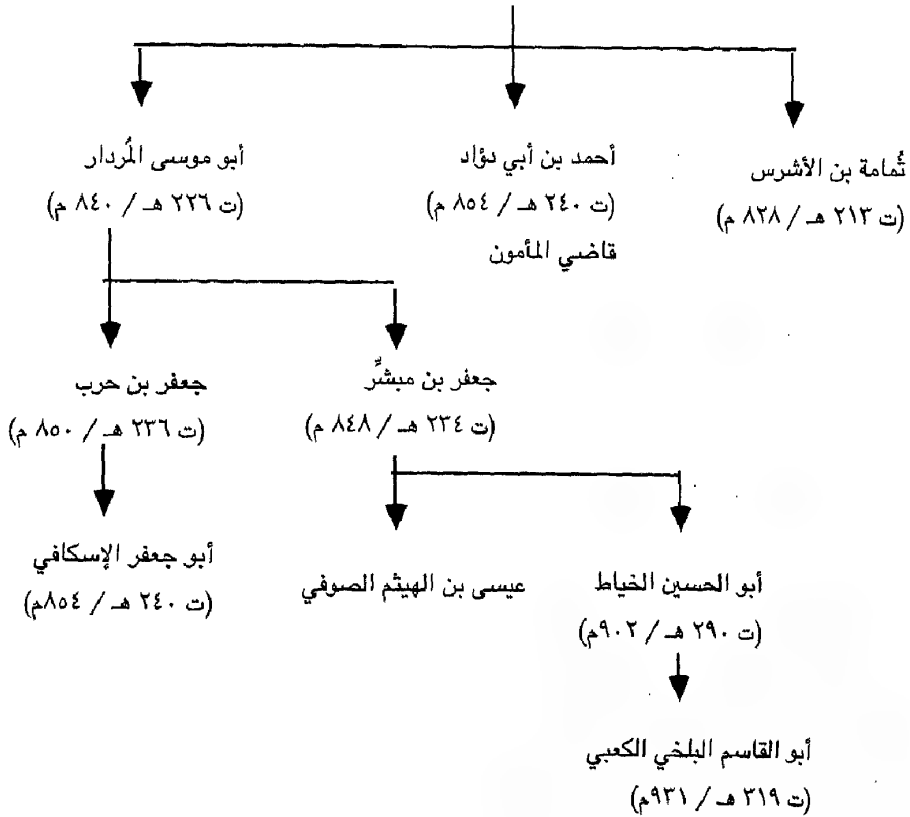 ثُمامة بن الأشرس
(ت ٢١٣ هـ / ٨٢٨ م)
أحمد بن أبي دؤاد
(ت ٢٤٠ هـ / ٨٥٤ م)
قاضي المأمون
أبو موسى المُردار
(ت ٢٢٦ هـ / ٨٤٠ م)
جعفر بن مبشِّر
(ت ٢٣٤ هـ / ٨٤٨ م)
جعفر بن حرب
(ت ٢٣٦ هـ / ٨٥٠ م)
أبو الحسين الخياط
(ت ٢٩٠ هـ / ٩٠٢م)
عيسى بن الهيثم الصوفي
أبو جعفر الإسكافي
(ت ٢٤٠ هـ / ٨٥٤م)
أبو القاسم البلخي الكعبي
(ت ٣١٩ هـ / ٩٣١م)